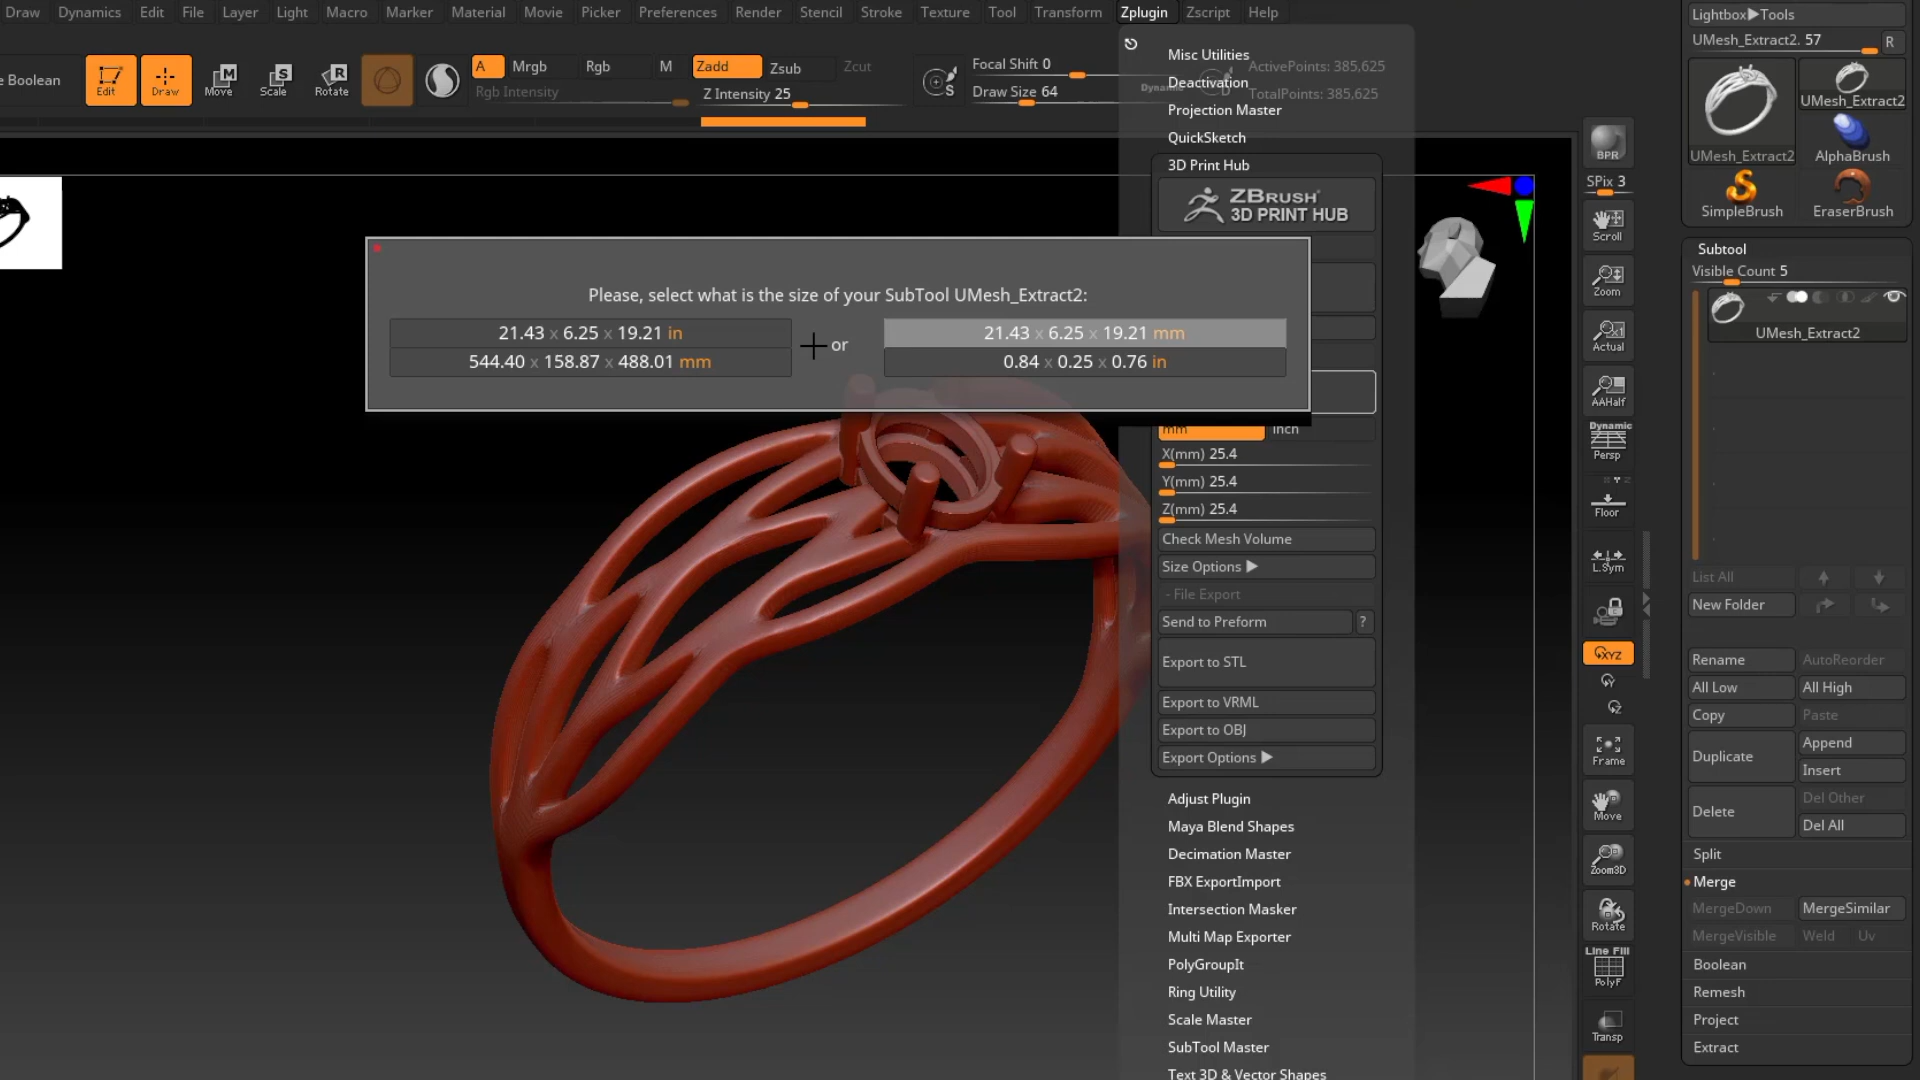 Draw Dynamics Edit File Layer Light Macro Marker Material Movie Picker Preferences Render Stencil Stroke Texture Tool Transform Zplugin Zscript Help
e Boolean
Edit
Draw
M
Move
S
Scale
R
Rotate
A
Mrgb
Rgb
M
Rgb Intensity
Zadd
Zsub
Zcut
Z Intensity 25
S
Focal Shift 0
Draw Size 64
Dynamic
ActivePoints: 385,625
TotalPoints: 385,625
Misc Utilities
Deactivation
Projection Master
QuickSketch
3D Print Hub
ZBRUSH
3D PRINT HUB
Please, select what is the size of your SubTool UMesh_Extract2:
21.43 x 6.25 x 19.21 in
544.40 x 158.87 x 488.01 mm
or
21.43 x 6.25 x 19.21 mm
0.84 x 0.25 x 0.76 in
mm
inch
X(mm) 25.4
Y(mm) 25.4
Z(mm) 25.4
Check Mesh Volume
Size Options
- File Export
Send to Preform
?
Export to STL
Export to VRML
Export to OBJ
Export Options
Adjust Plugin
Maya Blend Shapes
Decimation Master
FBX ExportImport
Intersection Masker
Multi Map Exporter
PolyGroupIt
Ring Utility
Scale Master
SubTool Master
Text 3D & Vector Shapes
BPR
SPix 3
Scroll
Zoom
Actual
AAHalf
Dynamic
Persp
Floor
L.Sym
XYZ
Y
Z
Frame
Move
Zoom3D
Rotate
Line Fill
PolyF
Transp
Lightbox▶Tools
UMesh_Extract2. 57
R
UMesh_Extract2
UMesh_Extract2
AlphaBrush
SimpleBrush
EraserBrush
Subtool
Visible Count 5
UMesh_Extract2
List All
New Folder
Rename
AutoReorder
All Low
All High
Copy
Paste
Duplicate
Append
Insert
Delete
Del Other
Del All
Split
Merge
MergeDown
MergeSimilar
MergeVisible
Weld
Uv
Boolean
Remesh
Project
Extract